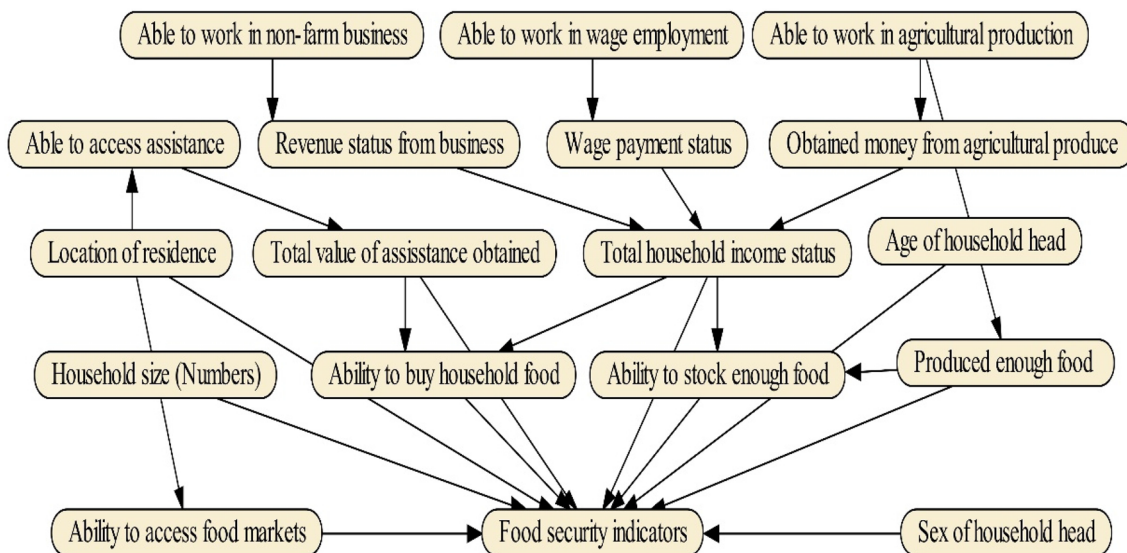 Able to work in non-farm business
Able to work in wage employment
Able to work in agricultural production
Able to access assistance
Revenue status from business
Wage payment status
Obtained money from agricultural produce
Location of residence
Total value of assisstance obtained
Total household income status
Age of household head
Household size (Numbers)
Ability to buy household food
Ability to stock enough food
Produced enough food
Ability to access food markets
Food security indicators
Sex of household head